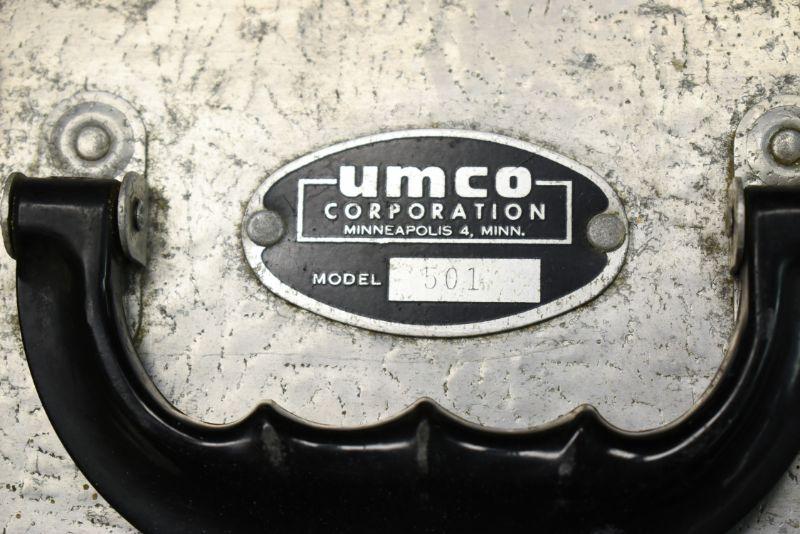 umco
CORPORATION
MINNEAPOLIS 4, MINN.
MODEL 501